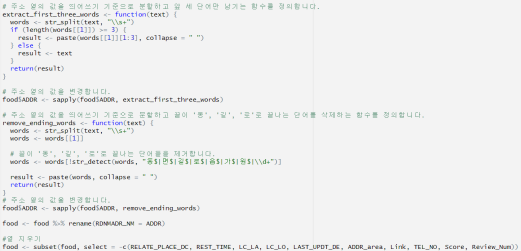 # 주소 열의 값을 띄어쓰기 기준으로 분할하고 앞 세 단어만 남기는 함수를 정의합니다.
extract_first_three_words <- function(text) {
words <- str_split(text, "\\s+")
if (length(words[[1]]) >= 3) {
result <- paste(words[[1]][1:3], collapse = " ")
} else {
result <- text
}
return(result)
}
# 주소 열의 값을 변경합니다.
food$ADDR <- sapply(food$ADDR, extract_first_three_words)
# 주소 열의 값을 띄어쓰기 기준으로 분할하고 끝이 '동', '길', '로'로 끝나는 단어를 삭제하는 함수를 정의합니다.
remove_ending_words <- function(text) {
words <- str_split(text, "\\s+")
words <- words[[1]]
# 끝이 '동', '길', '로'로 끝나는 단어들을 제거합니다.
words <- words[!str_detect(words, "동$|면$|길$|로$|읍$|가$|원$|\\d+")]
result <- paste(words, collapse = " ")
return(result)
}
# 주소 열의 값을 변경합니다.
food$ADDR <- sapply(food$ADDR, remove_ending_words)
food <- food %>% rename(RDNMADR_NM = ADDR)
#열 지우기
food <- subset(food, select = -c(RELATE_PLACE_DC, REST_TIME, LC_LA, LC_LO, LAST_UPDT_DE, ADDR_area, Link, TEL_NO, Score, Review_Num))